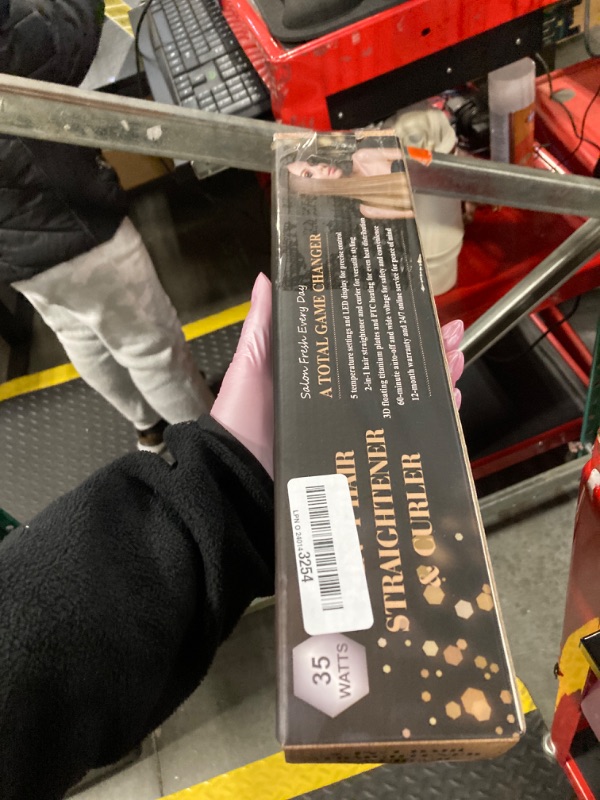 Salon Fresh Every Day
A TOTAL GAME CHANGER
5 temperature settings and LED display for precise control
2-in-1 hair straightener and curler for versatile styling
3D floating titanium plates and PTC heating for even heat distribution
60-minute auto-off and wide voltage for safety and convenience
12-month warranty and 24/7 online service for peace of mind
HAIR
STRAIGHTENER
& CURLER
LPN O 24014 3254
35
WATTS